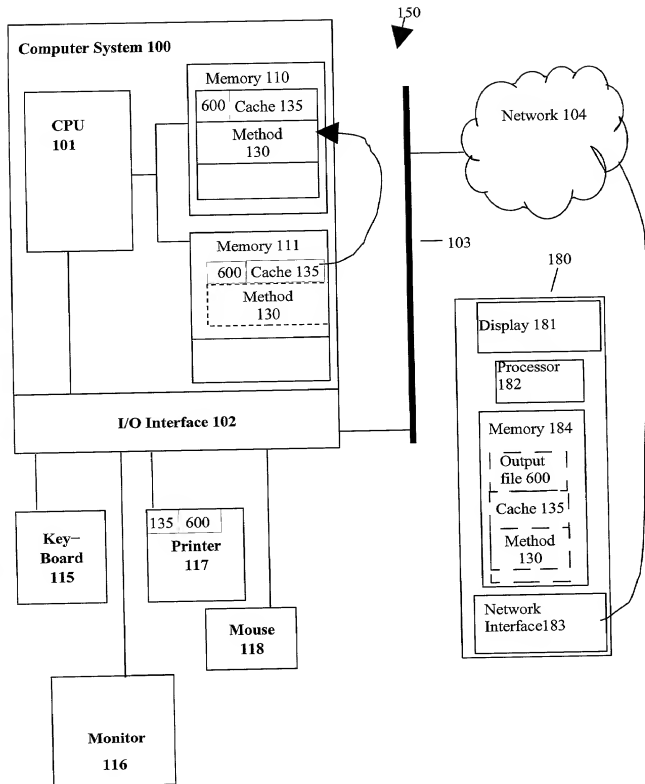 150
Computer System 100
CPU
101
Memory 110
600 Cache 135
Method
130
Memory 111
600 Cache 135
Method
130
I/O Interface 102
Key–
Board
115
135 600
Printer
117
Mouse
118
Monitor
116
Network 104
103
180
Display 181
Processor
182
Memory 184
Output
file 600
Cache 135
Method
130
Network
Interface183